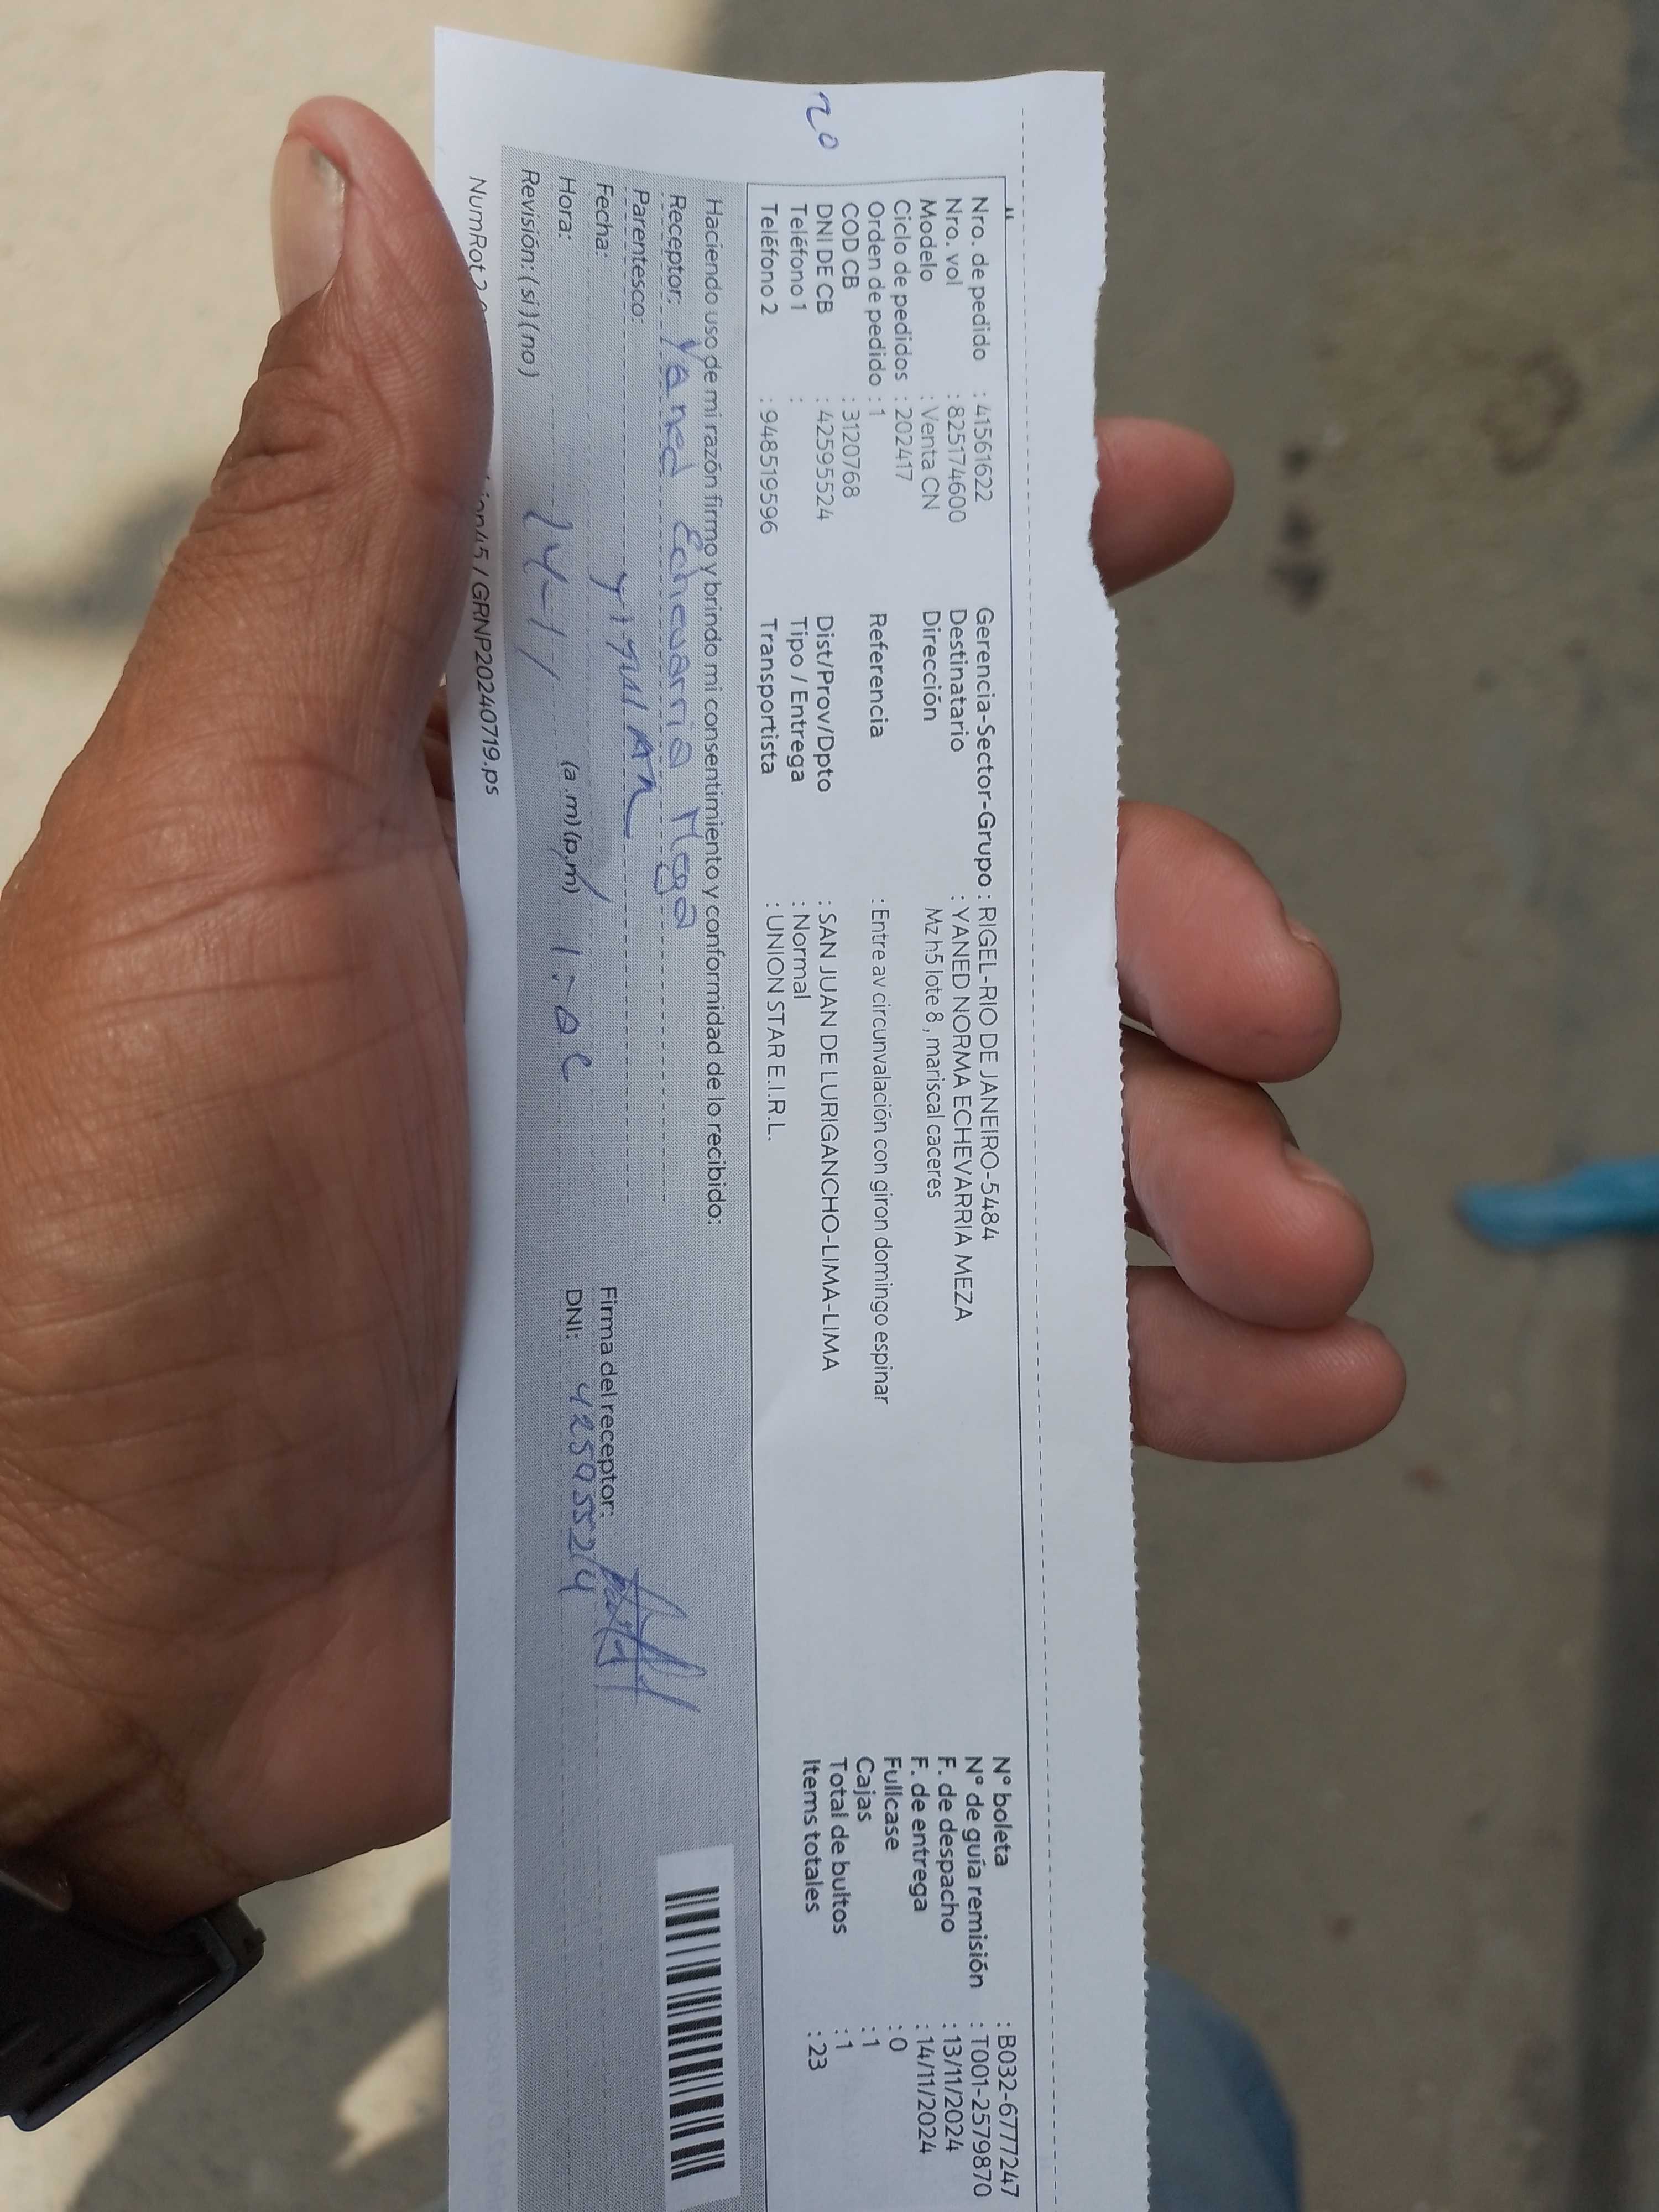 20
Nro. de pedido : 41561622
Nro. vol : 825174600
Modelo : Venta CN
Ciclo de pedidos : 202417
Orden de pedido : 1
COD CB : 3120768
DNI DE CB : 42595524
Teléfono 1 :
Teléfono 2 : 948519596
Gerencia-Sector-Grupo : RIGEL-RIO DE JANEIRO-5484
Destinatario : YANED NORMA ECHEVARRIA MEZA
Dirección Mz h5 lote 8 , mariscal caceres
Referencia : Entre av circunvalación con giron domingo espinar
Dist/Prov/Dpto : SAN JUAN DE LURIGANCHO-LIMA-LIMA
Tipo / Entrega : Normal
Transportista : UNION STAR E.I.R.L.
N° boleta : B032-6777247
N° de guía remisión : T001-2579870
F. de despacho : 13/11/2024
F. de entrega : 14/11/2024
Fullcase : 0
Cajas : 1
Total de bultos : 1
Items totales : 23
Haciendo uso de mi razón firmo y brindo mi consentimiento y conformidad de lo recibido:
Receptor: Yaned Echevarria
Parentesco:
Fecha:
Hora: (a.m)(p.m)
Revisión: (si) (no)
Firma del receptor:
DNI: 42595524
/ GRNP20240719.ps